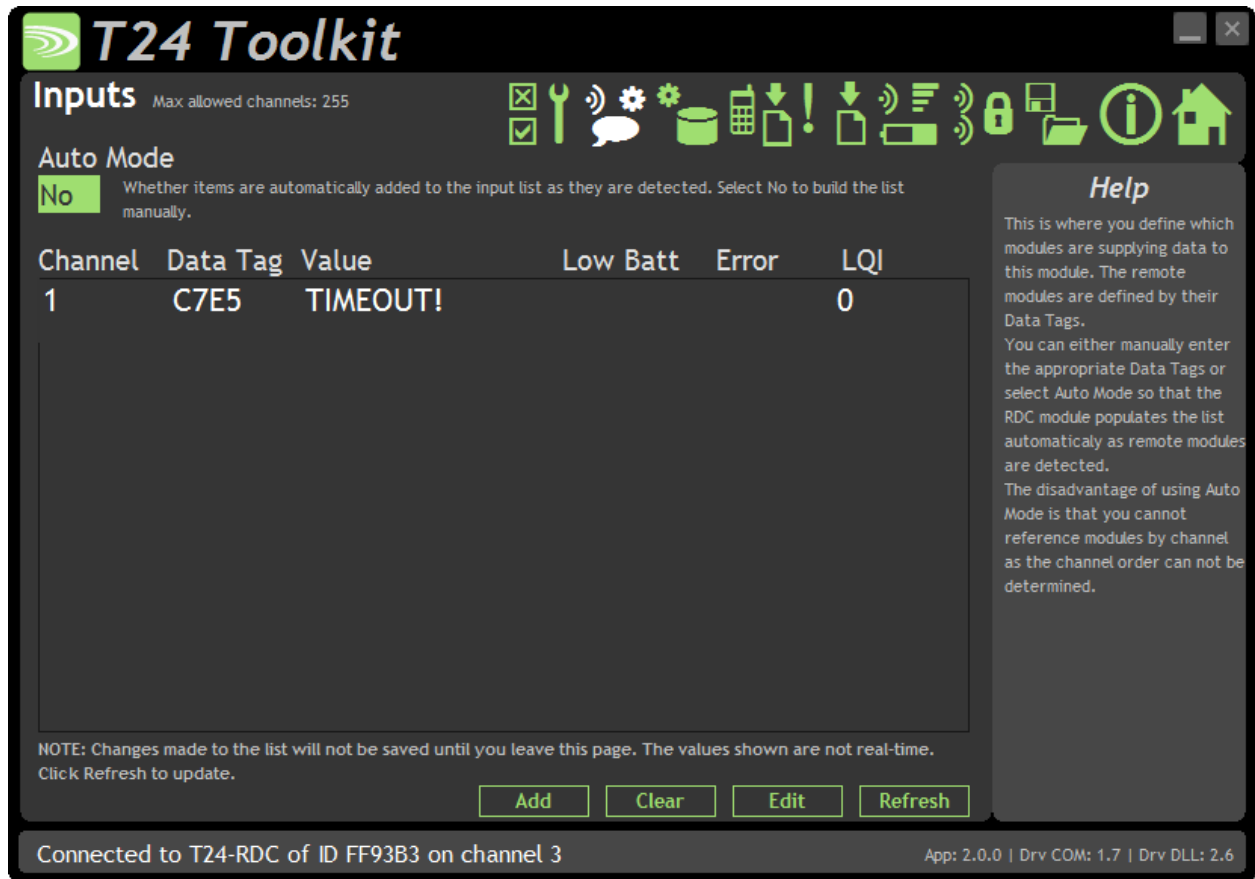 T24 Toolkit
Inputs Max allowed channels: 255
Auto Mode
No
Whether items are automatically added to the input list as they are detected. Select No to build the list
manually.
Channel Data Tag Value Low Batt Error LQI
1 C7E5 TIMEOUT! 0
NOTE: Changes made to the list will not be saved until you leave this page. The values shown are not real-time.
Click Refresh to update.
Add Clear Edit Refresh
Help
This is where you define which
modules are supplying data to
this module. The remote
modules are defined by their
Data Tags.
You can either manually enter
the appropriate Data Tags or
select Auto Mode so that the
RDC module populates the list
automaticaly as remote modules
are detected.
The disadvantage of using Auto
Mode is that you cannot
reference modules by channel
as the channel order can not be
determined.
Connected to T24-RDC of ID FF93B3 on channel 3
App: 2.0.0 | Drv COM: 1.7 | Drv DLL: 2.6